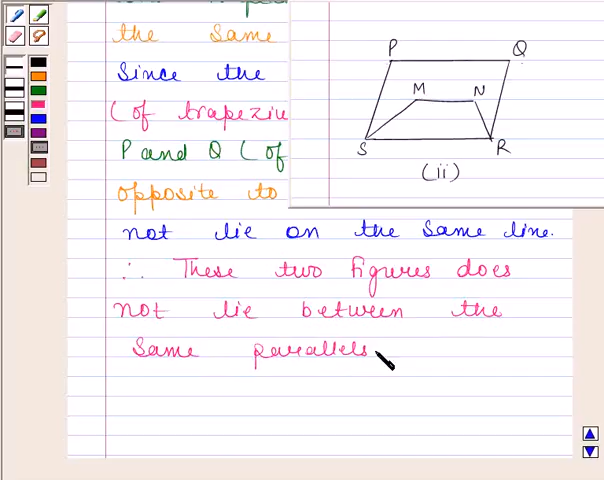 the Same
Since the
(of trapeziu
P and Q (of
opposite to
not lie on the same line.
∴ These two figures does
not lie between the
Same parallels
P Q
M N
S R
(ii)